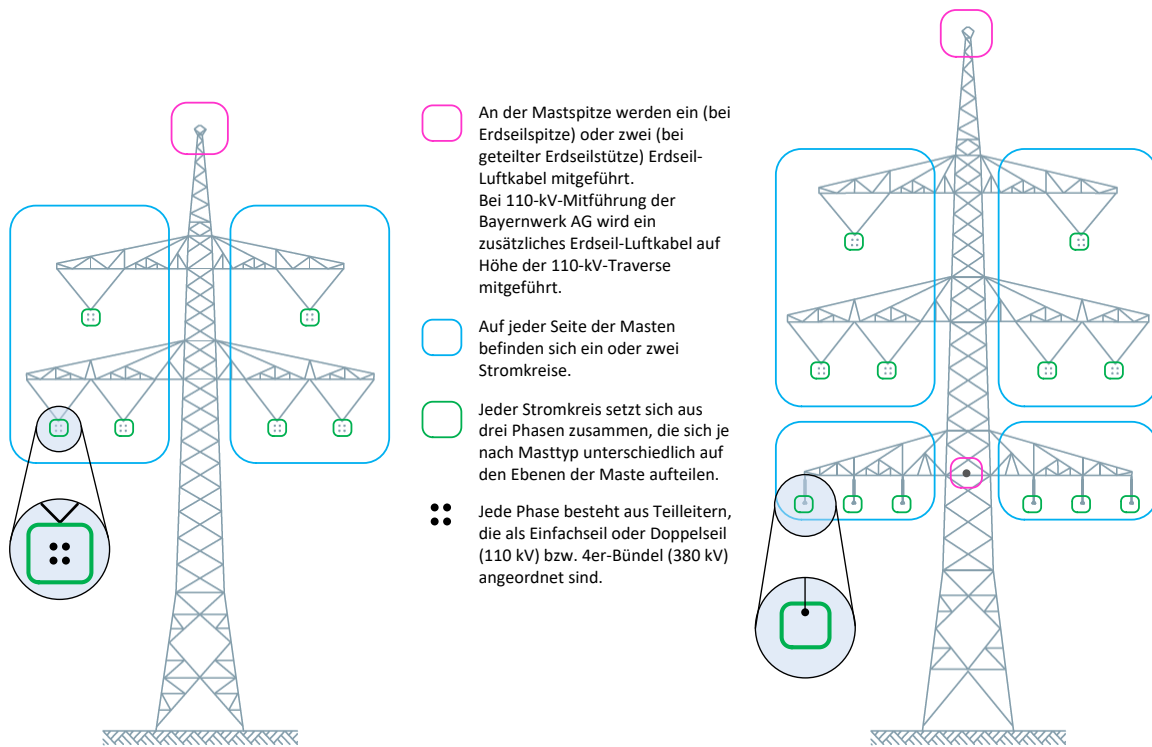 An der Mastspitze werden ein (bei
Erdseilspitze) oder zwei (bei
geteilter Erdseilstütze) Erdseil-
Luftkabel mitgeführt.
Bei 110-kV-Mitführung der
Bayernwerk AG wird ein
zusätzliches Erdseil-Luftkabel auf
Höhe der 110-kV-Traverse
mitgeführt.
Auf jeder Seite der Masten
befinden sich ein oder zwei
Stromkreise.
Jeder Stromkreis setzt sich aus
drei Phasen zusammen, die sich je
nach Masttyp unterschiedlich auf
den Ebenen der Maste aufteilen.
Jede Phase besteht aus Teilleitern,
die als Einfachseil oder Doppelseil
(110 kV) bzw. 4er-Bündel (380 kV)
angeordnet sind.